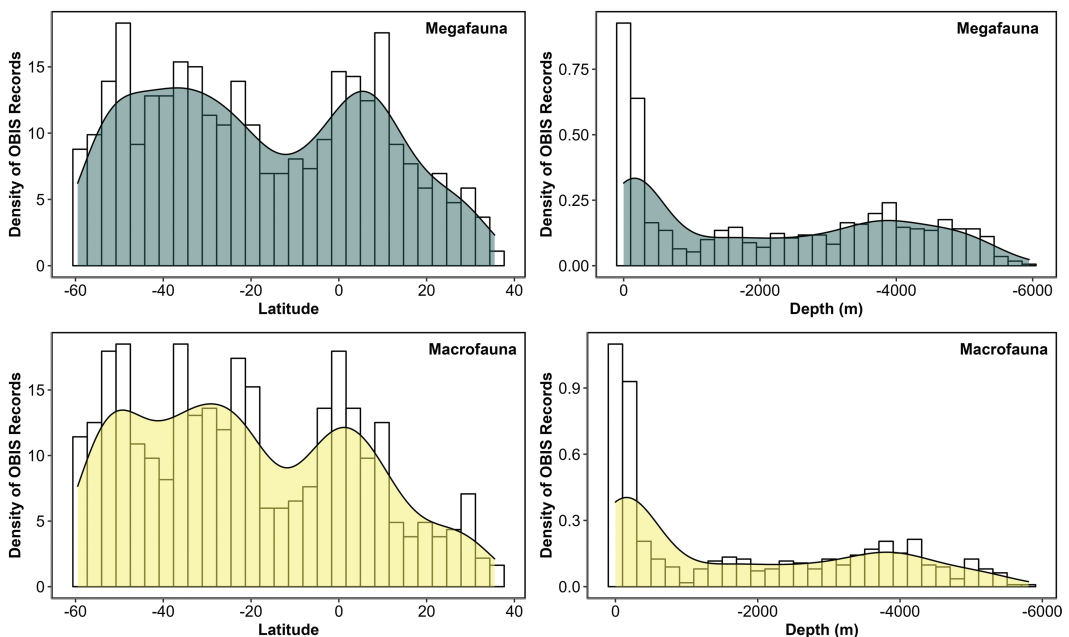 Megafauna
Density of OBIS Records
15
10
5
0
-60 -40 -20 0 20 40
Latitude
Megafauna
Density of OBIS Records
0.75
0.50
0.25
0.00
0 -2000 -4000 -6000
Depth (m)
Macrofauna
Density of OBIS Records
15
10
5
0
-60 -40 -20 0 20 40
Latitude
Macrofauna
Density of OBIS Records
0.9
0.6
0.3
0.0
0 -2000 -4000 -6000
Depth (m)